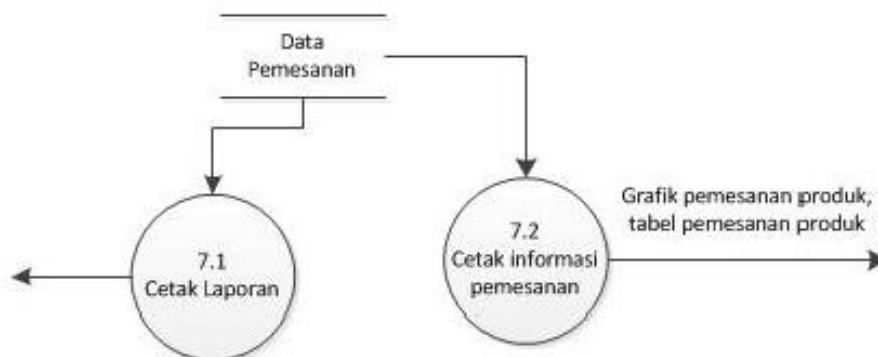 Data
Pemesanan
7.1
Cetak Laporan
7.2
Cetak informasi
pemesanan
Grafik pemesanan produk,
tabel pemesanan produk